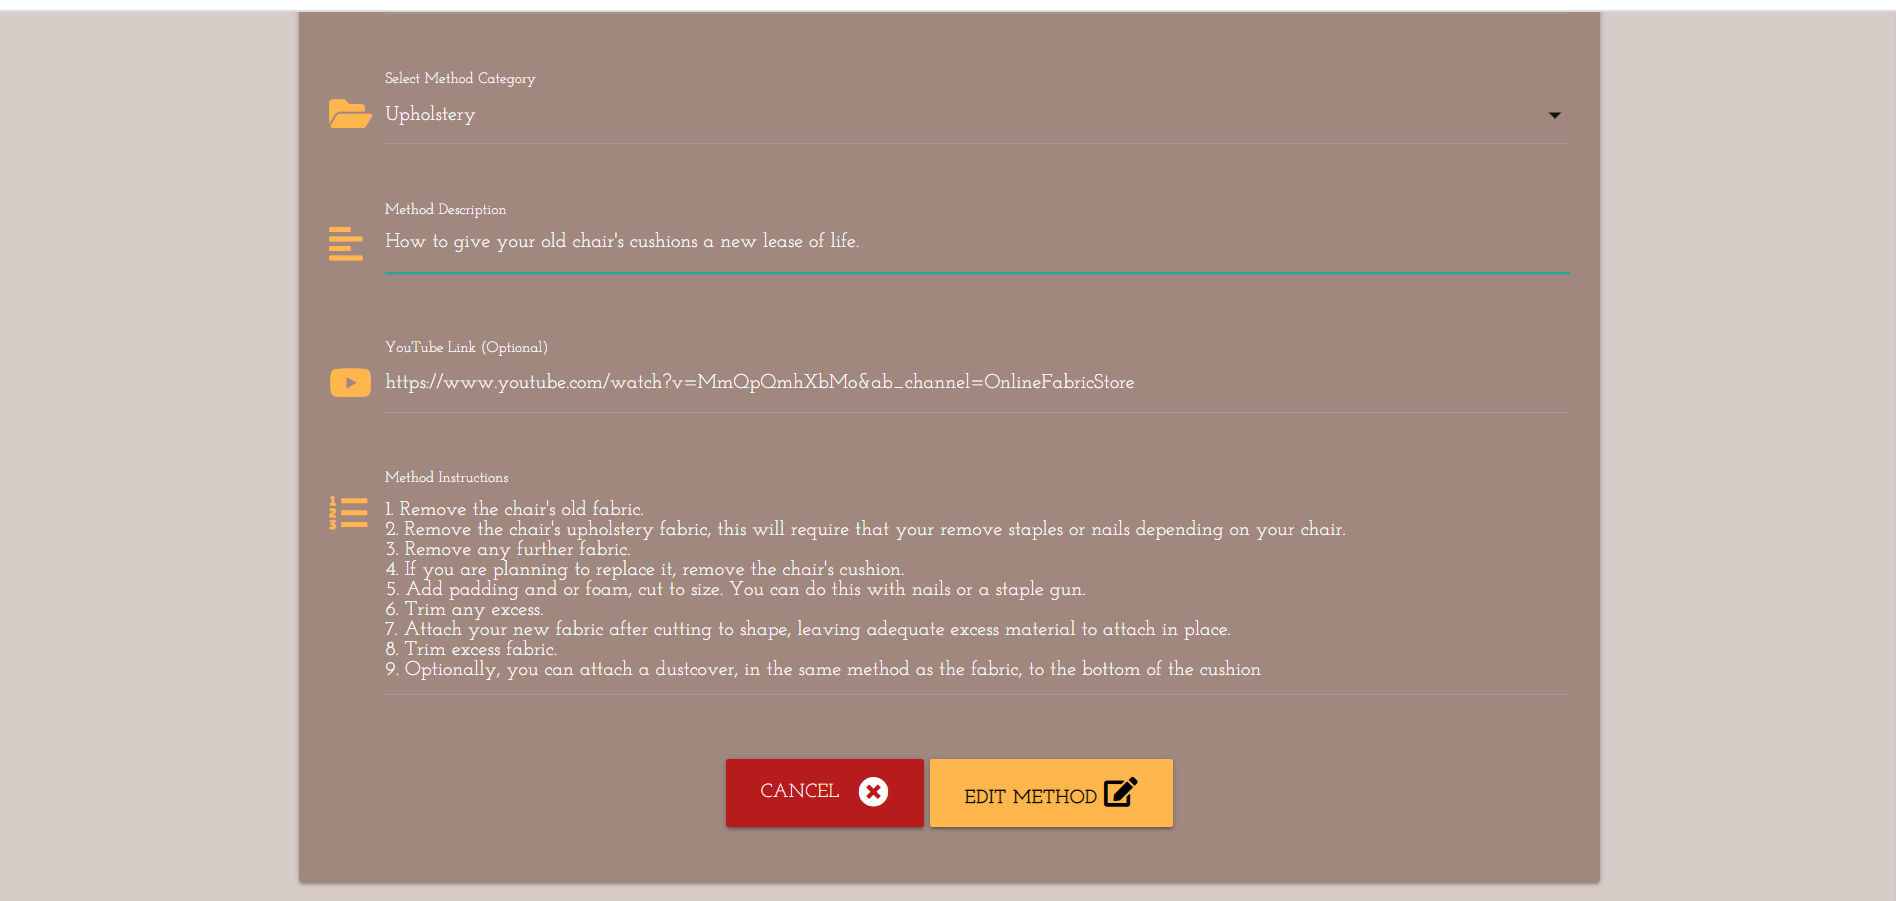 Select Method Category
Upholstery
Method Description
How to give your old chair's cushions a new lease of life.
YouTube Link (Optional)
https://www.youtube.com/watch?v=MmQpQmhXbMo&ab_channel=OnlineFabricStore
Method Instructions
1. Remove the chair's old fabric.
2. Remove the chair's upholstery fabric, this will require that your remove staples or nails depending on your chair.
3. Remove any further fabric.
4. If you are planning to replace it, remove the chair's cushion.
5. Add padding and or foam, cut to size. You can do this with nails or a staple gun.
6. Trim any excess.
7. Attach your new fabric after cutting to shape, leaving adequate excess material to attach in place.
8. Trim excess fabric.
9. Optionally, you can attach a dustcover, in the same method as the fabric, to the bottom of the cushion
CANCEL
EDIT METHOD